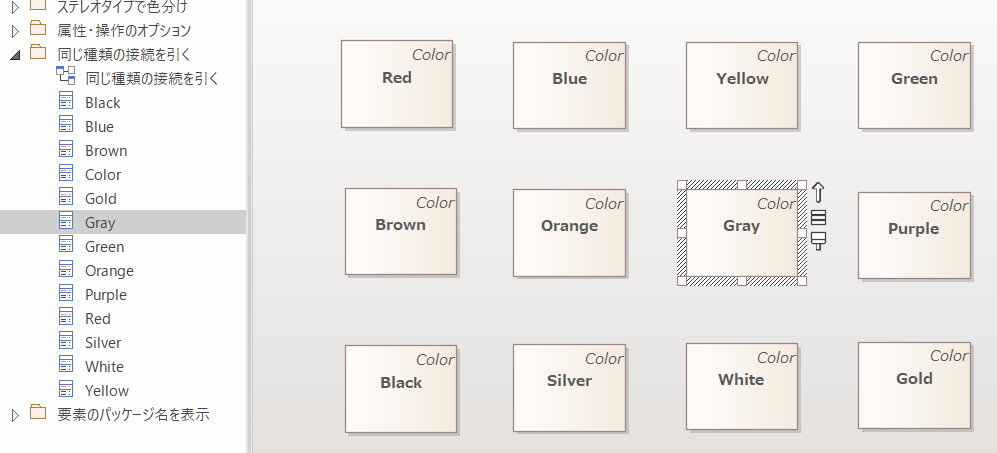 ステレオタイプで色分け
属性・操作のオプション
同じ種類の接続を引く
同じ種類の接続を引く
Black
Blue
Brown
Color
Gold
Gray
Green
Orange
Purple
Red
Silver
White
Yellow
要素のパッケージ名を表示
Color
Red
Color
Blue
Color
Yellow
Color
Green
Color
Brown
Color
Orange
Color
Gray
Color
Purple
Color
Black
Color
Silver
Color
White
Color
Gold